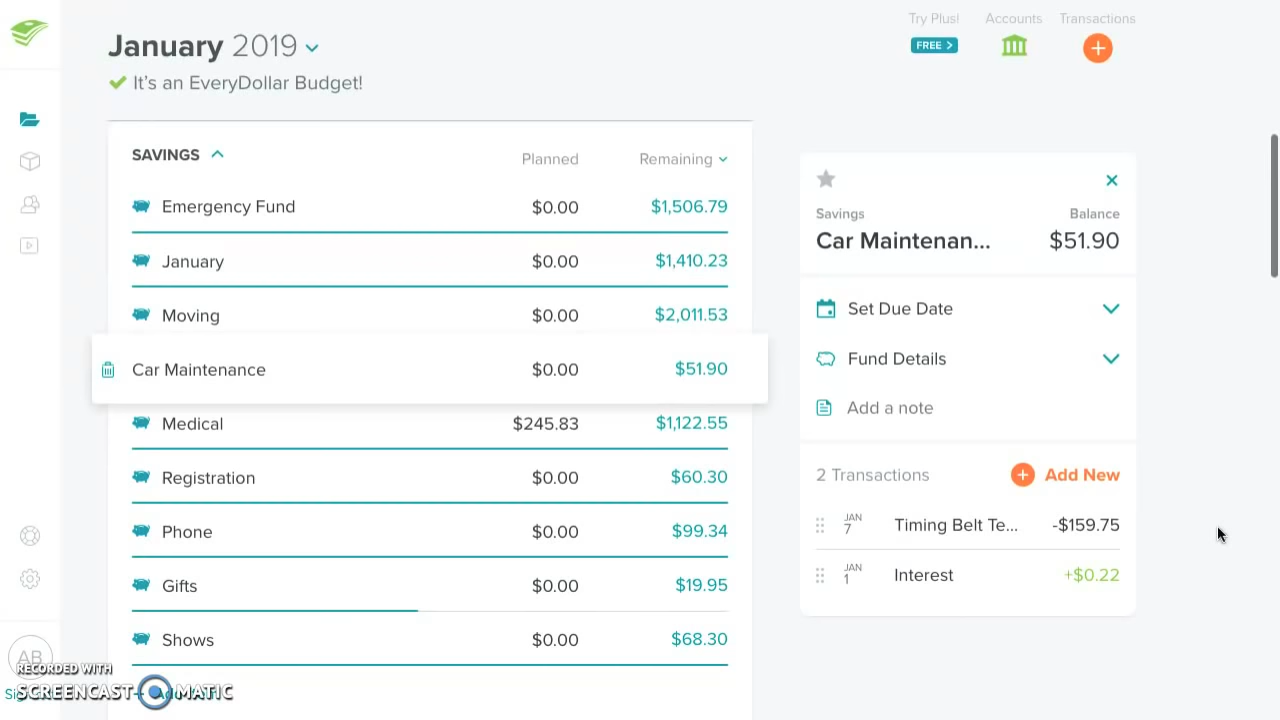 January 2019
It's an EveryDollar Budget!
Try Plus!
FREE >
Accounts
Transactions
SAVINGS
Planned
Remaining
Emergency Fund $0.00 $1,506.79
January $0.00 $1,410.23
Moving $0.00 $2,011.53
Car Maintenance $0.00 $51.90
Medical $245.83 $1,122.55
Registration $0.00 $60.30
Phone $0.00 $99.34
Gifts $0.00 $19.95
Shows $0.00 $68.30
Savings Balance
Car Maintenan... $51.90
Set Due Date
Fund Details
Add a note
2 Transactions Add New
JAN 7 Timing Belt Te... -$159.75
JAN 1 Interest +$0.22
AB
RECORDED WITH
SCREENCAST-O-MATIC